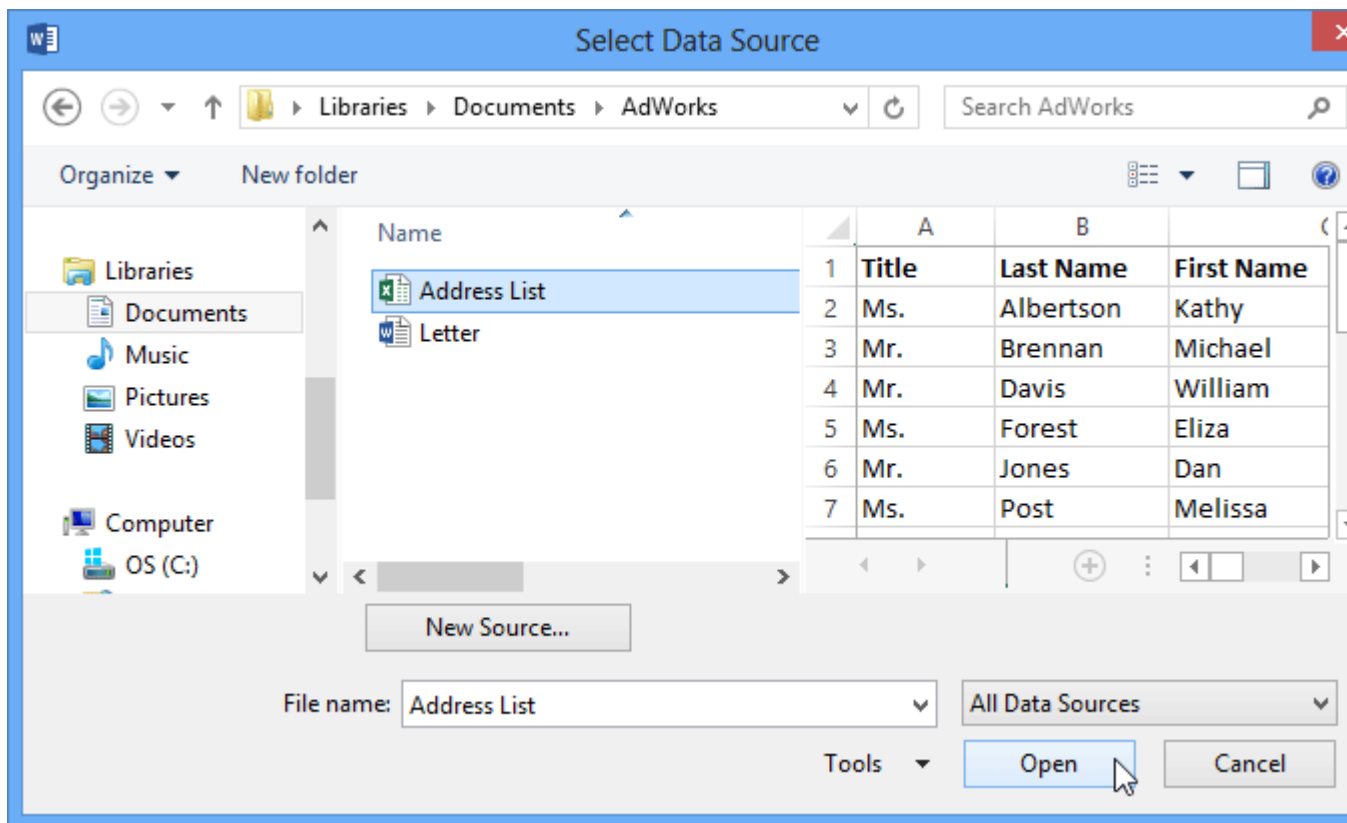 Select Data Source
Libraries Documents AdWorks
Search AdWorks
Organize
New folder
Libraries
Documents
Music
Pictures
Videos
Computer
OS (C:)
Name
Address List
Letter
A B
1 Title Last Name First Name
2 Ms. Albertson Kathy
3 Mr. Brennan Michael
4 Mr. Davis William
5 Ms. Forest Eliza
6 Mr. Jones Dan
7 Ms. Post Melissa
New Source...
File name: Address List
All Data Sources
Tools
Open
Cancel